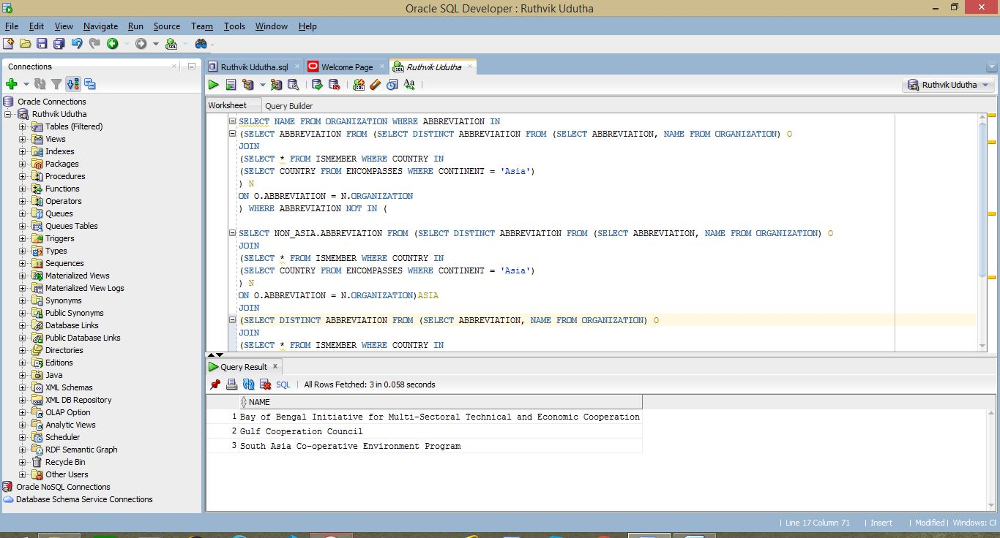 Oracle SQL Developer : Ruthvik Udutha
File Edit View Navigate Run Source Team Tools Window Help
Connections
Oracle Connections
Ruthvik Udutha
Tables (Filtered)
Views
Indexes
Packages
Procedures
Functions
Operators
Queues
Queues Tables
Triggers
Types
Sequences
Materialized Views
Materialized View Logs
Synonyms
Public Synonyms
Database Links
Public Database Links
Directories
Editions
Java
XML Schemas
XML DB Repository
OLAP Option
Analytic Views
Scheduler
RDF Semantic Graph
Recycle Bin
Other Users
Oracle NoSQL Connections
Database Schema Service Connections
Ruthvik Udutha.sql Welcome Page Ruthvik Udutha
Ruthvik Udutha
Worksheet Query Builder
SELECT NAME FROM ORGANIZATION WHERE ABBREVIATION IN
(SELECT ABBREVIATION FROM (SELECT DISTINCT ABBREVIATION FROM (SELECT ABBREVIATION, NAME FROM ORGANIZATION) O
JOIN
(SELECT * FROM ISMEMBER WHERE COUNTRY IN
(SELECT COUNTRY FROM ENCOMPASSES WHERE CONTINENT = 'Asia')
) N
ON O.ABBREVIATION = N.ORGANIZATION
) WHERE ABBREVIATION NOT IN (
SELECT NON_ASIA.ABBREVIATION FROM (SELECT DISTINCT ABBREVIATION FROM (SELECT ABBREVIATION, NAME FROM ORGANIZATION) O
JOIN
(SELECT * FROM ISMEMBER WHERE COUNTRY IN
(SELECT COUNTRY FROM ENCOMPASSES WHERE CONTINENT = 'Asia')
) N
ON O.ABBREVIATION = N.ORGANIZATION)ASIA
JOIN
(SELECT DISTINCT ABBREVIATION FROM (SELECT ABBREVIATION, NAME FROM ORGANIZATION) O
JOIN
(SELECT * FROM ISMEMBER WHERE COUNTRY IN
Query Result x
SQL | All Rows Fetched: 3 in 0.058 seconds
NAME
1 Bay of Bengal Initiative for Multi-Sectoral Technical and Economic Cooperation
2 Gulf Cooperation Council
3 South Asia Co-operative Environment Program
| Line 17 Column 71 | Insert | Modified | Windows: CF